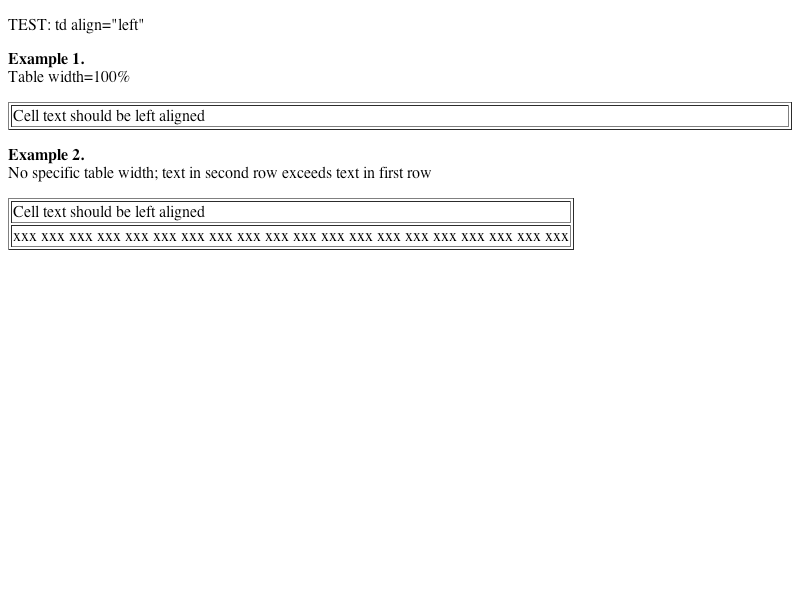 TEST: td align="left"
Example 1.
Table width=100%
Cell text should be left aligned
Example 2.
No specific table width; text in second row exceeds text in first row
Cell text should be left aligned
xxx xxx xxx xxx xxx xxx xxx xxx xxx xxx xxx xxx xxx xxx xxx xxx xxx xxx xxx xxx